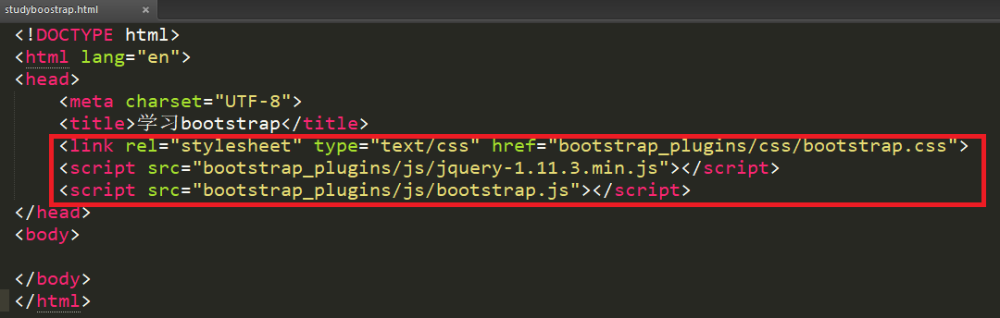 studyboostrap.html ×
<!DOCTYPE html>
<html lang="en">
<head>
    <meta charset="UTF-8">
    <title>学习bootstrap</title>
    <link rel="stylesheet" type="text/css" href="bootstrap_plugins/css/bootstrap.css">
    <script src="bootstrap_plugins/js/jquery-1.11.3.min.js"></script>
    <script src="bootstrap_plugins/js/bootstrap.js"></script>
</head>
<body>

</body>
</html>